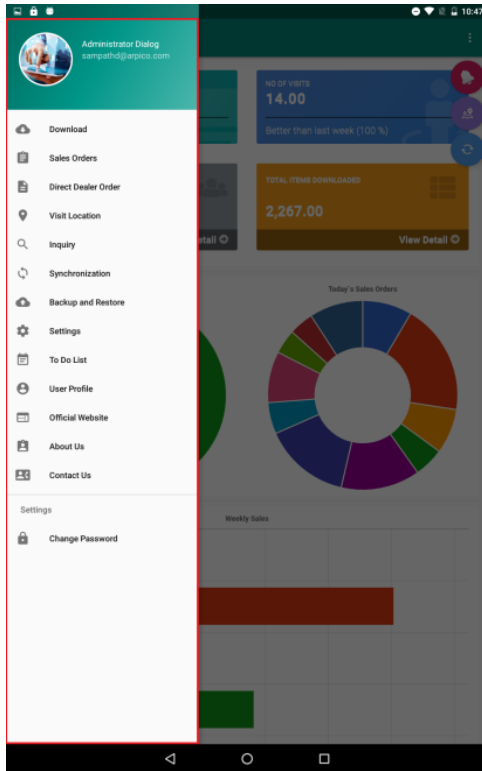 10:47
Administrator Dialog
sampathd@arpico.com
Download
Sales Orders
Direct Dealer Order
Visit Location
Inquiry
Synchronization
Backup and Restore
Settings
To Do List
User Profile
Official Website
About Us
Contact Us
Settings
Change Password
NO OF VISITS
14.00
Better than last week (100 %)
TOTAL ITEMS DOWNLOADED
2,267.00
etail
View Detail
Today's Sales Orders
Weekly Sales